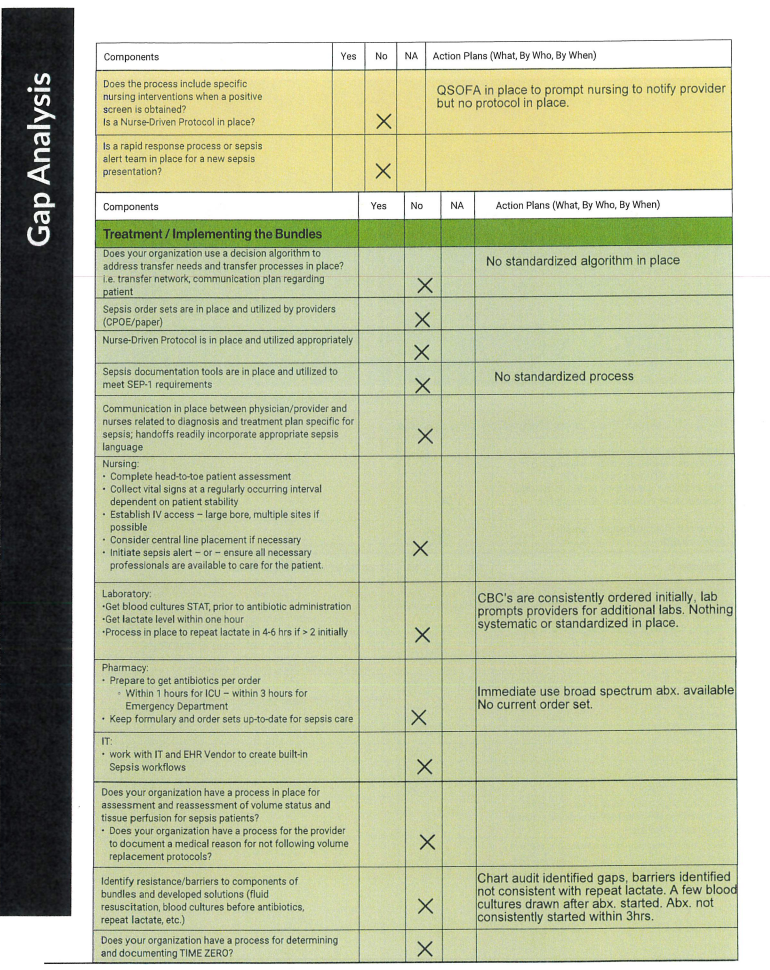 Gap Analysis
Components Yes No NA Action Plans (What, By Who, By When)
Does the process include specific
nursing interventions when a positive
screen is obtained?
Is a Nurse-Driven Protocol in place?
X
QSOFA in place to prompt nursing to notify provider
but no protocol in place.
Is a rapid response process or sepsis
alert team in place for a new sepsis
presentation?
X
Components Yes No NA Action Plans (What, By Who, By When)
Treatment / Implementing the Bundles
Does your organization use a decision algorithm to
address transfer needs and transfer processes in place?
i.e. transfer network, communication plan regarding
patient
X
No standardized algorithm in place
Sepsis order sets are in place and utilized by providers
(CPOE/paper)
X
Nurse-Driven Protocol is in place and utilized appropriately
X
Sepsis documentation tools are in place and utilized to
meet SEP-1 requirements
X
No standardized process
Communication in place between physician/provider and
nurses related to diagnosis and treatment plan specific for
sepsis; handoffs readily incorporate appropriate sepsis
language
X
Nursing:
• Complete head-to-toe patient assessment
• Collect vital signs at a regularly occurring interval
dependent on patient stability
• Establish IV access – large bore, multiple sites if
possible
• Consider central line placement if necessary
• Initiate sepsis alert – or – ensure all necessary
professionals are available to care for the patient.
X
Laboratory:
•Get blood cultures STAT, prior to antibiotic administration
•Get lactate level within one hour
•Process in place to repeat lactate in 4-6 hrs if > 2 initially
X
CBC's are consistently ordered initially, lab
prompts providers for additional labs. Nothing
systematic or standardized in place.
Pharmacy:
• Prepare to get antibiotics per order
◦ Within 1 hours for ICU – within 3 hours for
Emergency Department
• Keep formulary and order sets up-to-date for sepsis care
X
Immediate use broad spectrum abx. available
No current order set.
IT:
• work with IT and EHR Vendor to create built-in
Sepsis workflows
X
Does your organization have a process in place for
assessment and reassessment of volume status and
tissue perfusion for sepsis patients?
• Does your organization have a process for the provider
to document a medical reason for not following volume
replacement protocols?
X
Identify resistance/barriers to components of
bundles and developed solutions (fluid
resuscitation, blood cultures before antibiotics,
repeat lactate, etc.)
X
Chart audit identified gaps, barriers identified
not consistent with repeat lactate. A few blood
cultures drawn after abx. started. Abx. not
consistently started within 3hrs.
Does your organization have a process for determining
and documenting TIME ZERO?
X